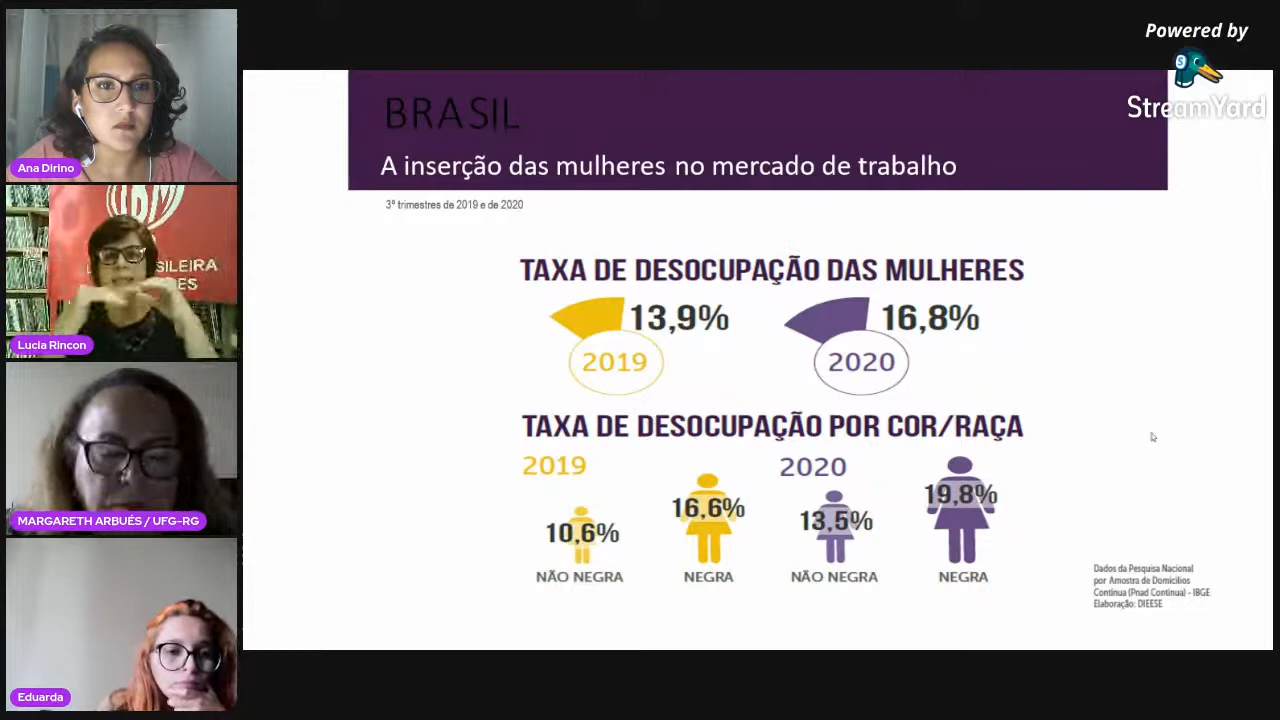 Powered by
StreamYard
BRASIL
A inserção das mulheres no mercado de trabalho
3º trimestres de 2019 e de 2020
TAXA DE DESOCUPAÇÃO DAS MULHERES
13,9%
2019
16,8%
2020
TAXA DE DESOCUPAÇÃO POR COR/RAÇA
2019
2020
10,6%
16,6%
13,5%
19,8%
NÃO NEGRA
NEGRA
NÃO NEGRA
NEGRA
Dados da Pesquisa Nacional
por Amostra de Domicílios
Contínua (Pnad Contínua) - IBGE
Elaboração: DIEESE
Ana Dirino
SILEIRA
ES
Lucia Rincon
MARGARETH ARBUÉS / UFG-RG
Eduarda